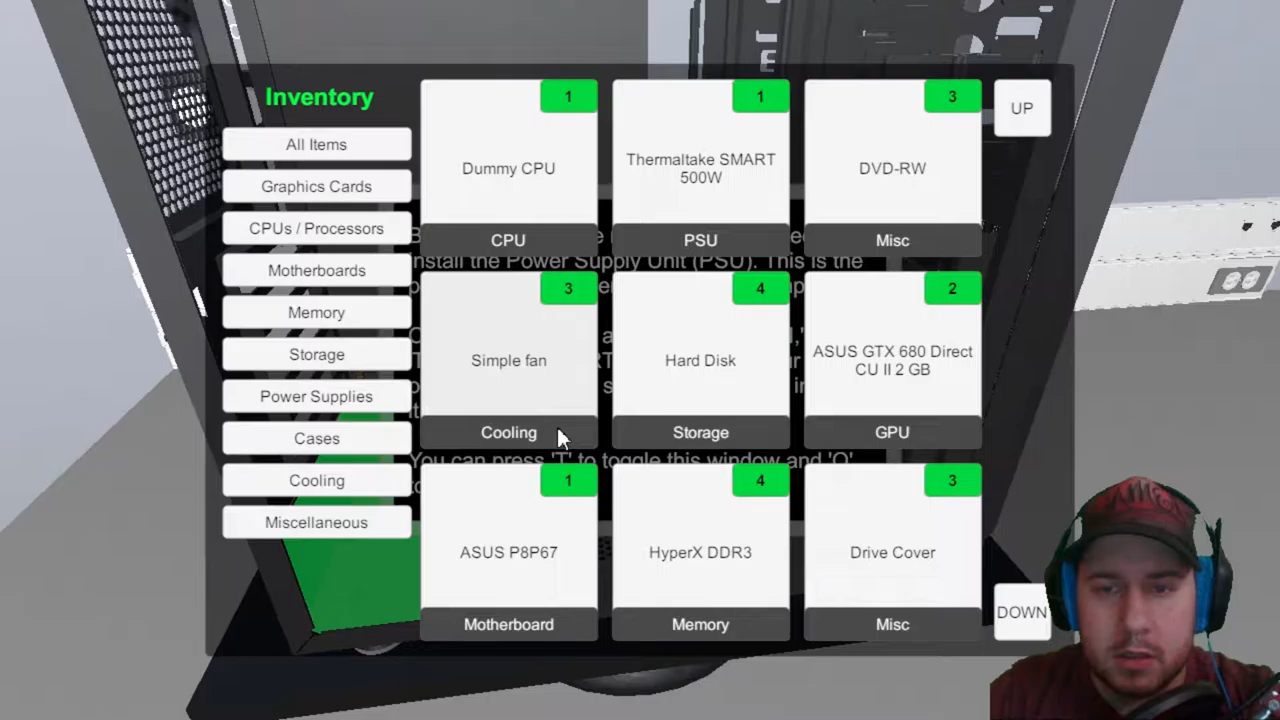 Inventory
All Items
Graphics Cards
CPUs / Processors
Motherboards
Memory
Storage
Power Supplies
Cases
Cooling
Miscellaneous
1
Dummy CPU
CPU
1
Thermaltake SMART
500W
PSU
3
DVD-RW
Misc
3
Simple fan
Cooling
4
Hard Disk
Storage
2
ASUS GTX 680 Direct
CU II 2 GB
GPU
1
ASUS P8P67
Motherboard
4
HyperX DDR3
Memory
3
Drive Cover
Misc
UP
DOWN
install the Power Supply Unit (PSU). This is the
You can press 'T' to toggle this window and 'O'